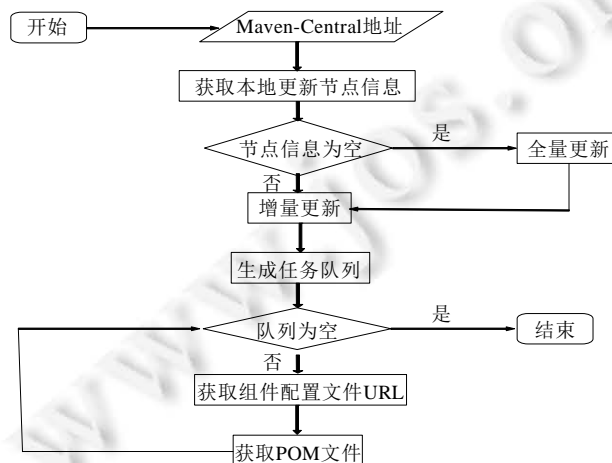 开始
Maven-Central地址
获取本地更新节点信息
节点信息为空
是
全量更新
否
增量更新
生成任务队列
队列为空
是
结束
否
获取组件配置文件URL
获取POM文件
www.jos.o